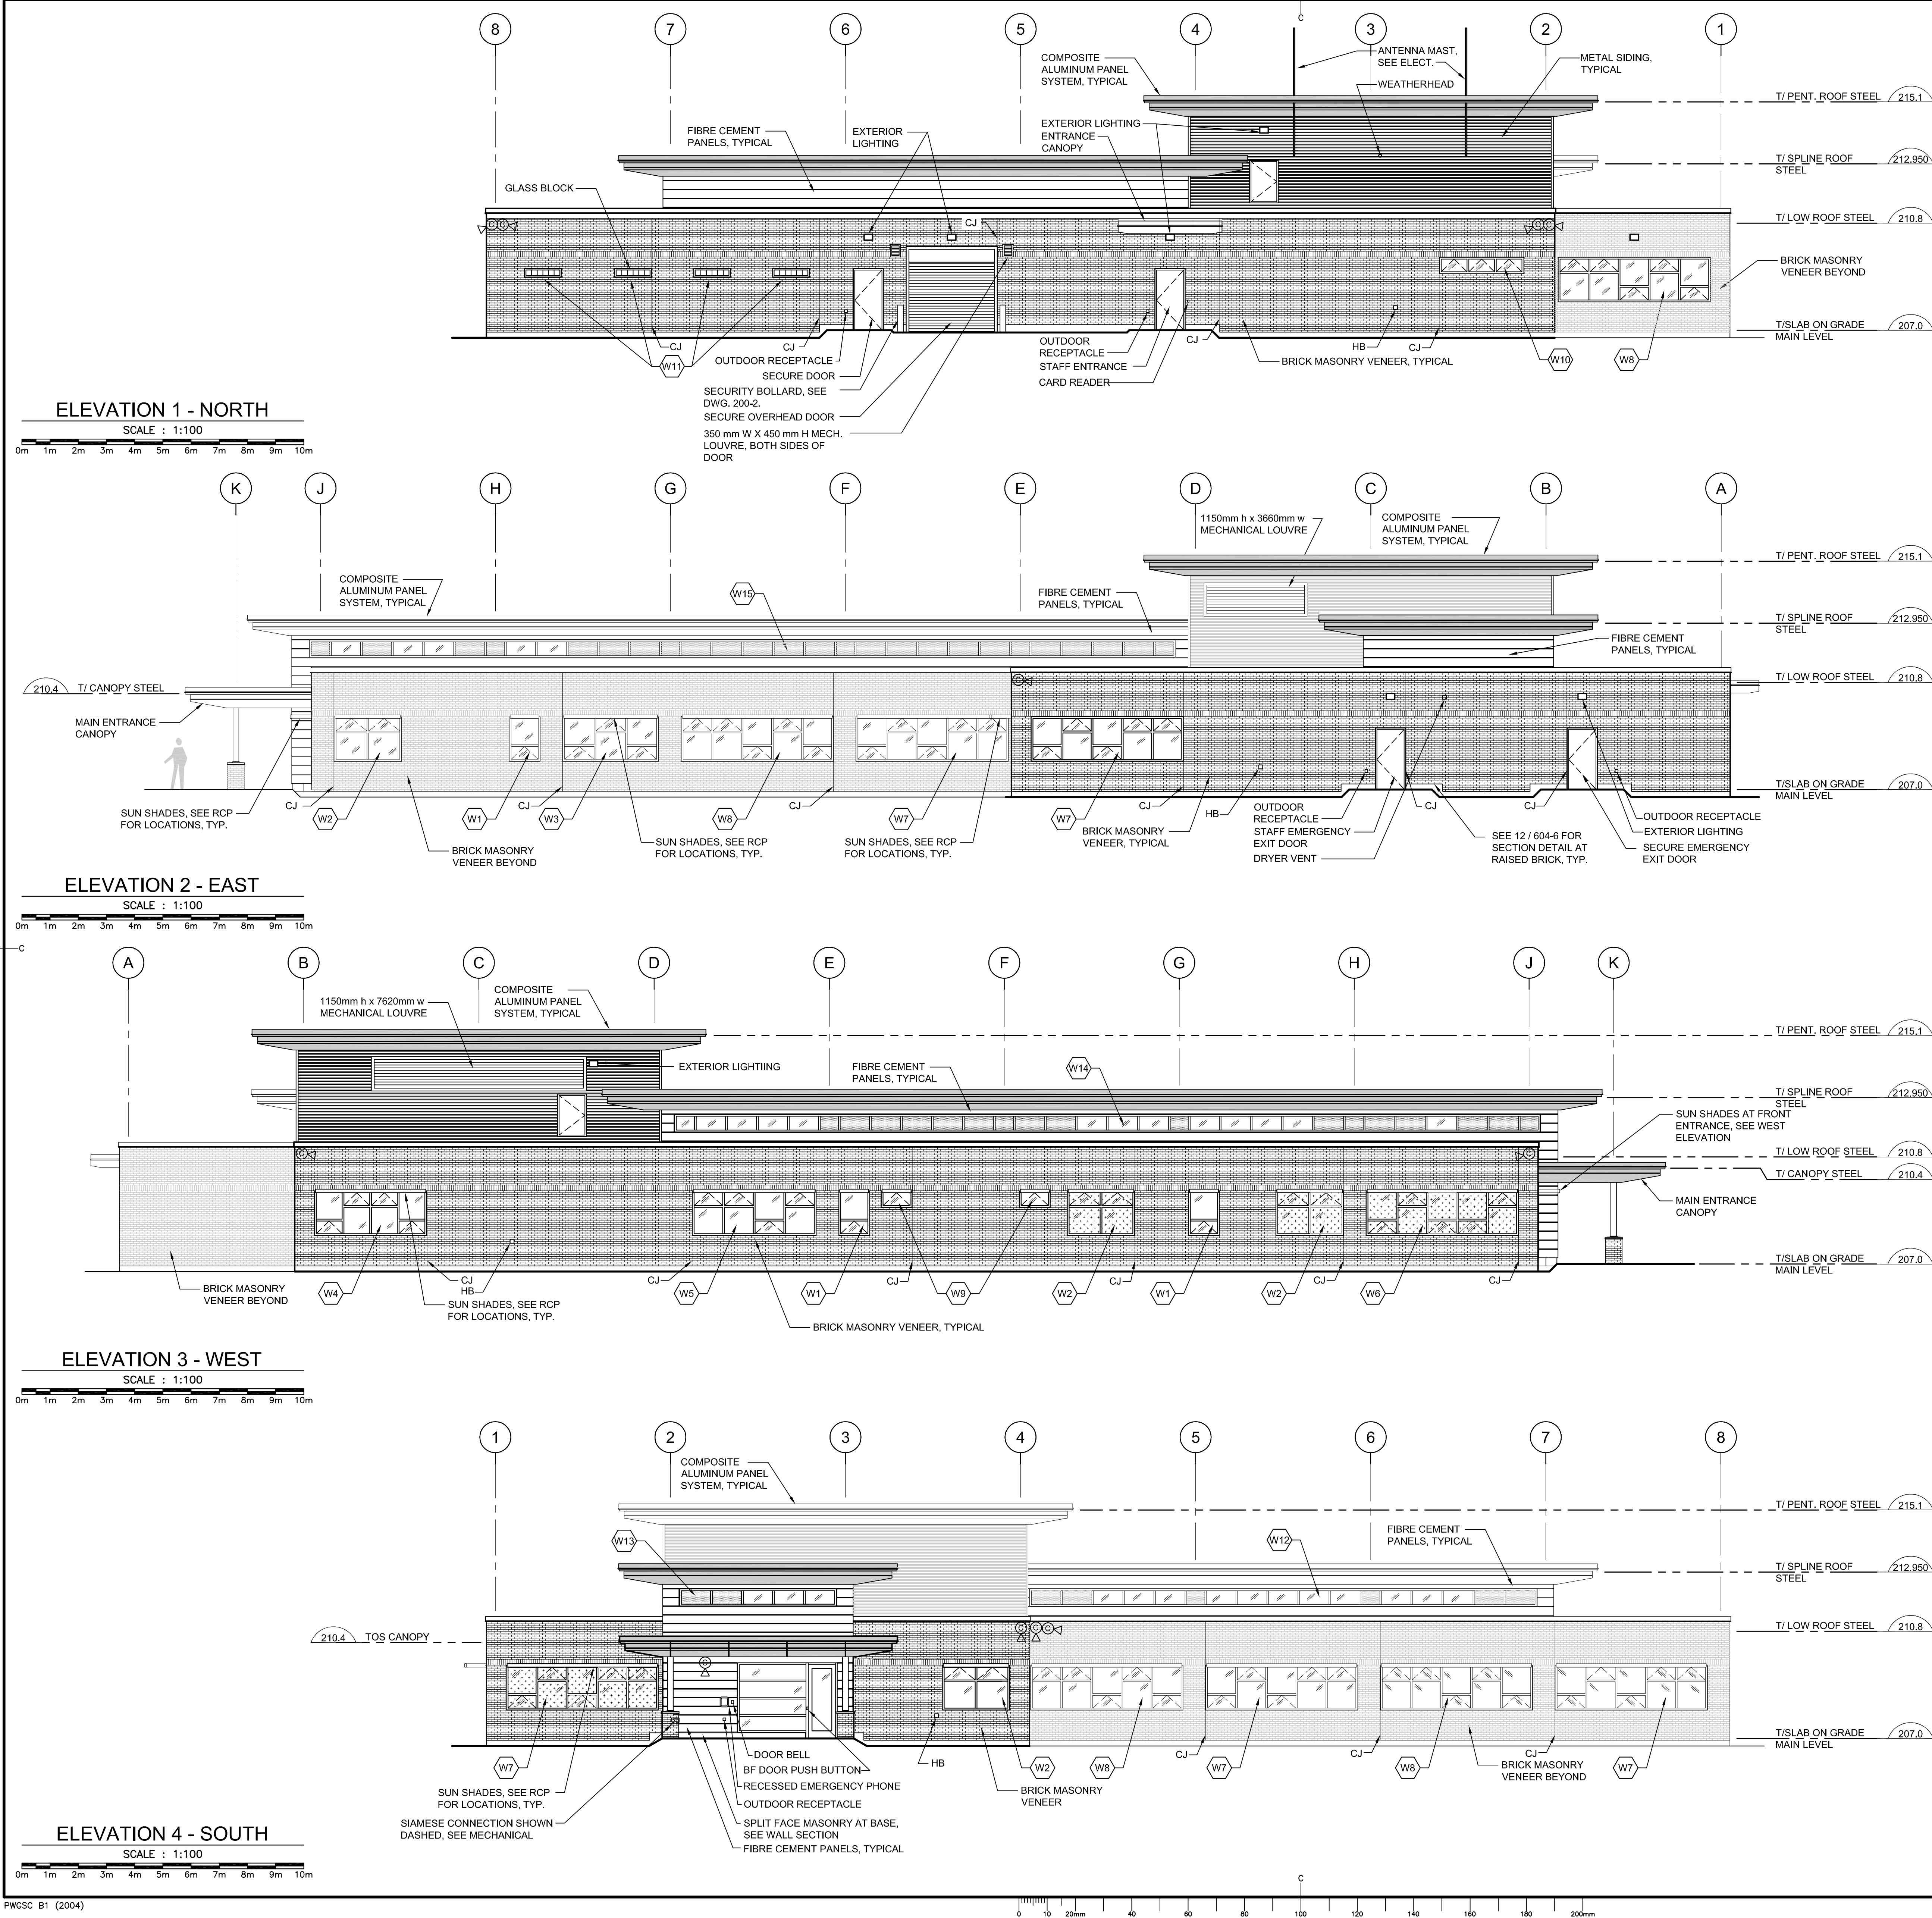 C
8
7
6
5
4
3
2
1
COMPOSITE
ALUMINUM PANEL
SYSTEM, TYPICAL
ANTENNA MAST,
SEE ELECT.
WEATHERHEAD
METAL SIDING,
TYPICAL
T/ PENT. ROOF STEEL 215.1
FIBRE CEMENT
PANELS, TYPICAL
EXTERIOR
LIGHTING
EXTERIOR LIGHTING
ENTRANCE
CANOPY
T/ SPLINE ROOF 212.950
STEEL
GLASS BLOCK
CJ
T/ LOW ROOF STEEL 210.8
C C
C C
BRICK MASONRY
VENEER BEYOND
T/SLAB ON GRADE 207.0
MAIN LEVEL
CJ
CJ
CJ
HB
CJ
W11
W10
W8
OUTDOOR RECEPTACLE
SECURE DOOR
SECURITY BOLLARD, SEE
DWG. 200-2.
SECURE OVERHEAD DOOR
350 mm W X 450 mm H MECH.
LOUVRE, BOTH SIDES OF
DOOR
OUTDOOR
RECEPTACLE
STAFF ENTRANCE
CARD READER
BRICK MASONRY VENEER, TYPICAL
ELEVATION 1 - NORTH
SCALE : 1:100
0m 1m 2m 3m 4m 5m 6m 7m 8m 9m 10m
K
J
H
G
F
E
D
C
B
A
1150mm h x 3660mm w
MECHANICAL LOUVRE
COMPOSITE
ALUMINUM PANEL
SYSTEM, TYPICAL
T/ PENT. ROOF STEEL 215.1
COMPOSITE
ALUMINUM PANEL
SYSTEM, TYPICAL
W15
FIBRE CEMENT
PANELS, TYPICAL
T/ SPLINE ROOF 212.950
STEEL
FIBRE CEMENT
PANELS, TYPICAL
210.4 T/ CANOPY STEEL
C
T/ LOW ROOF STEEL 210.8
MAIN ENTRANCE
CANOPY
T/SLAB ON GRADE 207.0
MAIN LEVEL
SUN SHADES, SEE RCP
FOR LOCATIONS, TYP.
CJ
W2
W1
CJ
W3
W8
CJ
W7
W7
CJ
HB
CJ
CJ
BRICK MASONRY
VENEER BEYOND
SUN SHADES, SEE RCP
FOR LOCATIONS, TYP.
SUN SHADES, SEE RCP
FOR LOCATIONS, TYP.
BRICK MASONRY
VENEER, TYPICAL
OUTDOOR
RECEPTACLE
STAFF EMERGENCY
EXIT DOOR
DRYER VENT
SEE 12 / 604-6 FOR
SECTION DETAIL AT
RAISED BRICK, TYP.
OUTDOOR RECEPTACLE
EXTERIOR LIGHTING
SECURE EMERGENCY
EXIT DOOR
ELEVATION 2 - EAST
SCALE : 1:100
0m 1m 2m 3m 4m 5m 6m 7m 8m 9m 10m
C
A
B
C
D
E
F
G
H
J
K
1150mm h x 7620mm w
MECHANICAL LOUVRE
COMPOSITE
ALUMINUM PANEL
SYSTEM, TYPICAL
T/ PENT. ROOF STEEL 215.1
EXTERIOR LIGHTIING
FIBRE CEMENT
PANELS, TYPICAL
W14
T/ SPLINE ROOF 212.950
STEEL
SUN SHADES AT FRONT
ENTRANCE, SEE WEST
ELEVATION
C
C
T/ LOW ROOF STEEL 210.8
T/ CANOPY STEEL 210.4
MAIN ENTRANCE
CANOPY
T/SLAB ON GRADE 207.0
MAIN LEVEL
BRICK MASONRY
VENEER BEYOND
W4
CJ
HB
SUN SHADES, SEE RCP
FOR LOCATIONS, TYP.
CJ
W5
W1
CJ
W9
W2
CJ
W1
W2
CJ
W6
CJ
BRICK MASONRY VENEER, TYPICAL
ELEVATION 3 - WEST
SCALE : 1:100
0m 1m 2m 3m 4m 5m 6m 7m 8m 9m 10m
1
2
3
4
5
6
7
8
COMPOSITE
ALUMINUM PANEL
SYSTEM, TYPICAL
T/ PENT. ROOF STEEL 215.1
W13
W12
FIBRE CEMENT
PANELS, TYPICAL
T/ SPLINE ROOF 212.950
STEEL
210.4 TOS CANOPY
C C C
C
T/ LOW ROOF STEEL 210.8
T/SLAB ON GRADE 207.0
MAIN LEVEL
W7
SUN SHADES, SEE RCP
FOR LOCATIONS, TYP.
SIAMESE CONNECTION SHOWN
DASHED, SEE MECHANICAL
DOOR BELL
BF DOOR PUSH BUTTON
RECESSED EMERGENCY PHONE
OUTDOOR RECEPTACLE
SPLIT FACE MASONRY AT BASE,
SEE WALL SECTION
FIBRE CEMENT PANELS, TYPICAL
HB
W2
BRICK MASONRY
VENEER
W8
CJ
W7
CJ
W8
CJ
BRICK MASONRY
VENEER BEYOND
W7
ELEVATION 4 - SOUTH
SCALE : 1:100
0m 1m 2m 3m 4m 5m 6m 7m 8m 9m 10m
C
PWGSC B1 (2004)
0 10 20mm 40 60 80 100 120 140 160 180 200mm